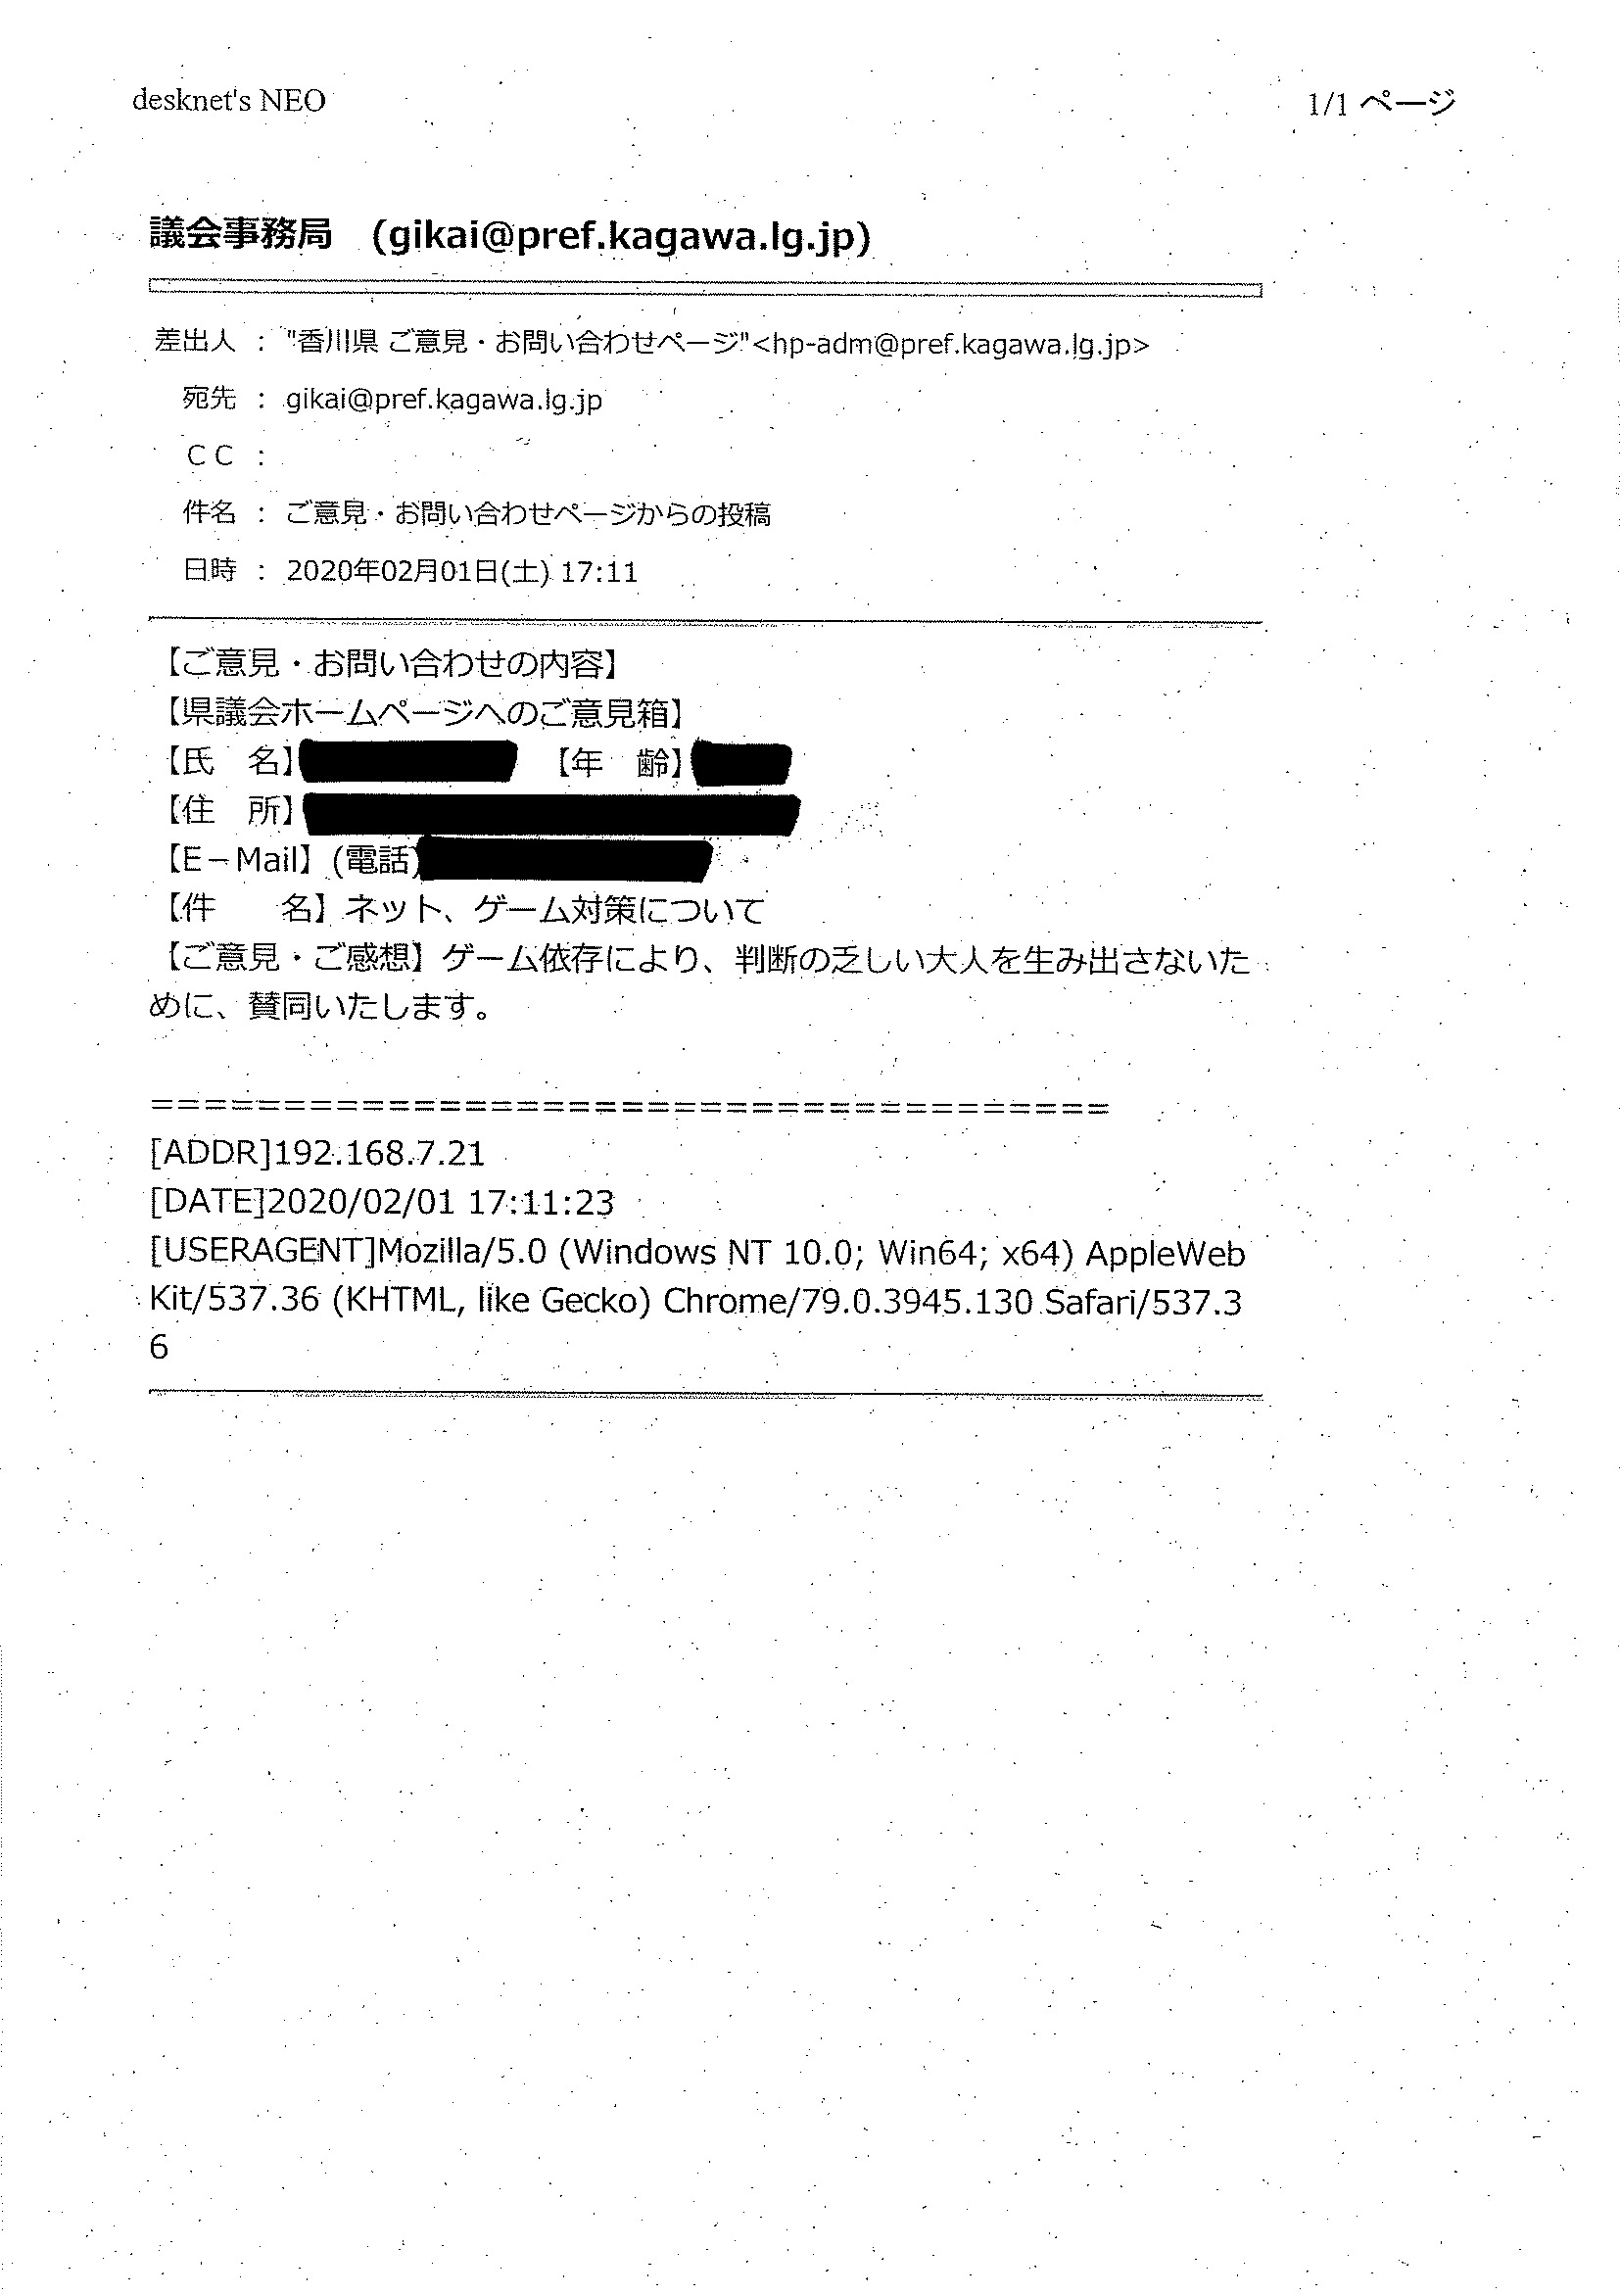 desknet's NEO
1/1 ページ
議会事務局　(gikai@pref.kagawa.lg.jp)
差出人 ： "香川県 ご意見・お問い合わせページ"<hp-adm@pref.kagawa.lg.jp>
宛先 ： gikai@pref.kagawa.lg.jp
ＣＣ ：
件名 ： ご意見・お問い合わせページからの投稿
日時 ： 2020年02月01日(土) 17:11
【ご意見・お問い合わせの内容】
【県議会ホームページへのご意見箱】
【氏　名】　【年　齢】
【住　所】
【E－Mail】(電話)
【件　　名】ネット、ゲーム対策について
【ご意見・ご感想】ゲーム依存により、判断の乏しい大人を生み出さないた
めに、賛同いたします。
=====================================
[ADDR]192.168.7.21
[DATE]2020/02/01 17:11:23
[USERAGENT]Mozilla/5.0 (Windows NT 10.0; Win64; x64) AppleWeb
Kit/537.36 (KHTML, like Gecko) Chrome/79.0.3945.130 Safari/537.3
6